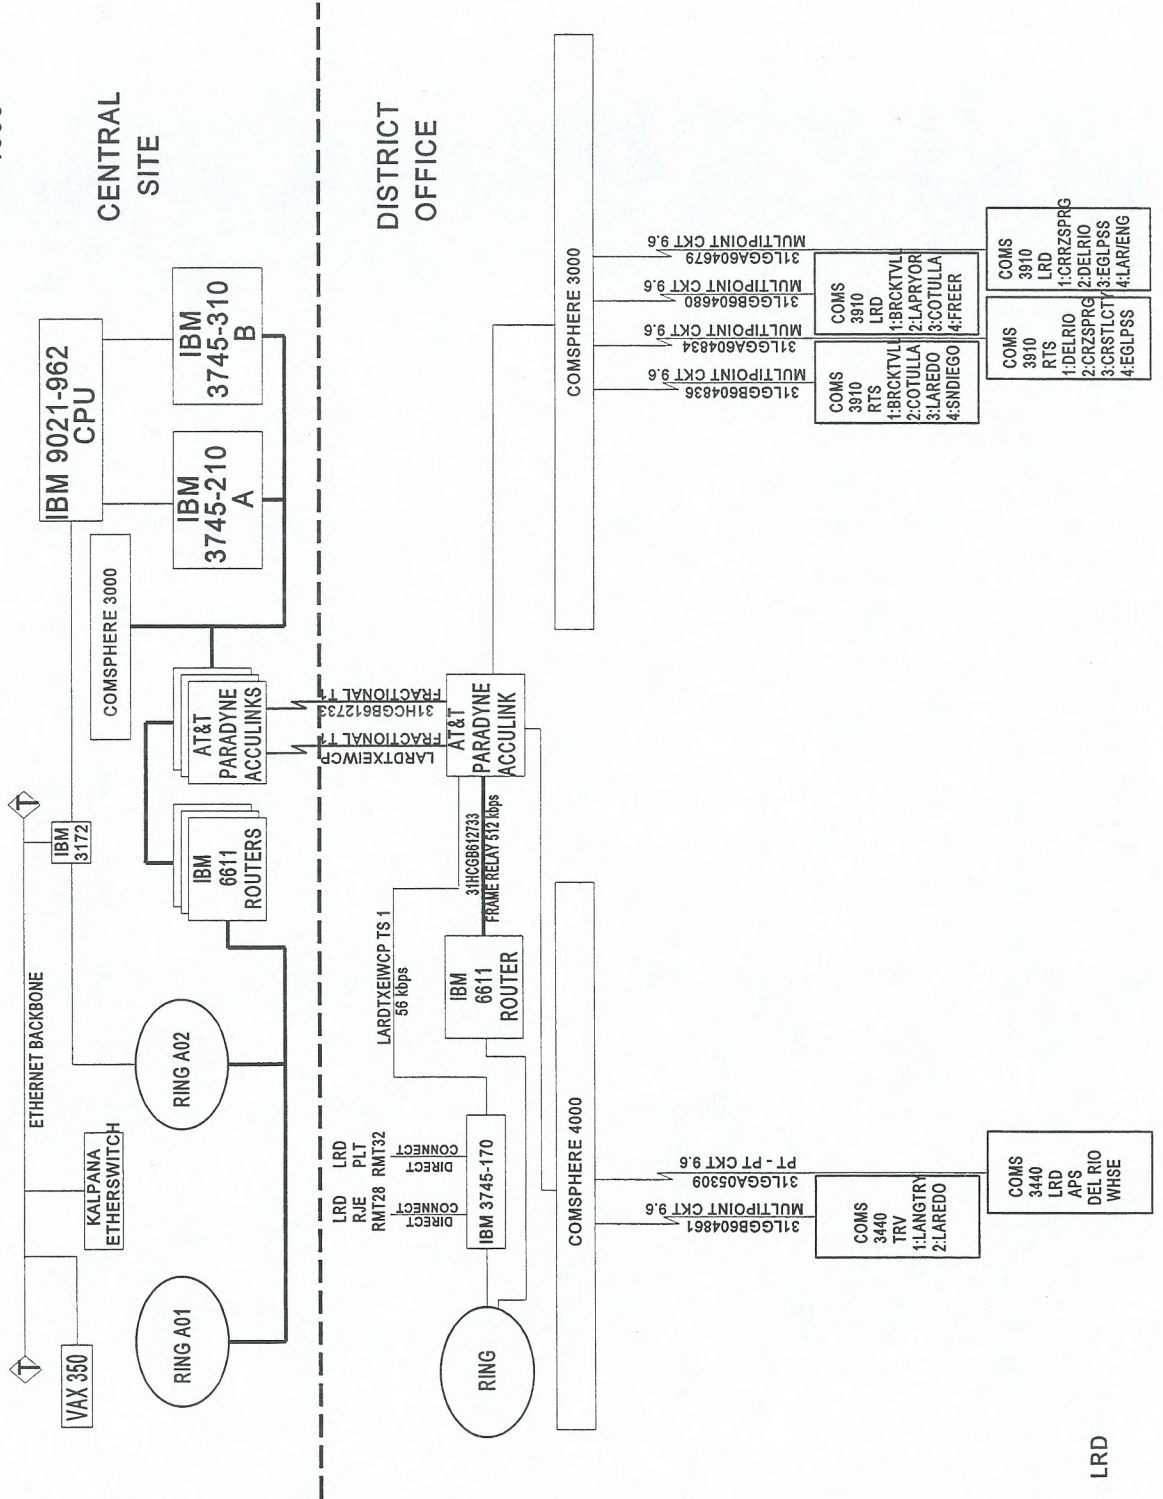 CENTRAL
SITE
ETHERNET BACKBONE
T
T
VAX 350
KALPANA
ETHERSWITCH
IBM
3172
IBM 9021-962
CPU
COMSPHERE 3000
IBM
3745-210
A
IBM
3745-310
B
RING A01
RING A02
IBM
6611
ROUTERS
AT&T
PARADYNE
ACCULINKS
DISTRICT
OFFICE
LARDTXEIWCP
FRACTIONAL T1
31HCGB612733
FRACTIONAL T1
LRD
RJE
RMT28
DIRECT
CONNECT
LRD
PLT
RMT32
DIRECT
CONNECT
LARDTXEIWCP TS 1
56 kbps
31HCGB612733
FRAME RELAY 512 kbps
AT&T
PARADYNE
ACCULINK
RING
IBM 3745-170
IBM
6611
ROUTER
COMSPHERE 4000
COMSPHERE 3000
31LGGB604861
MULTIPOINT CKT 9.6
31LGGA05309
PT - PT CKT 9.6
31LGGB604836
MULTIPOINT CKT 9.6
31LGGA604834
MULTIPOINT CKT 9.6
31LGGB604680
MULTIPOINT CKT 9.6
31LGGA604679
MULTIPOINT CKT 9.6
COMS
3440
TRV
1:LANGTRY
2:LAREDO
COMS
3440
LRD
APS
DEL RIO
WHSE
COMS
3910
RTS
1:BRCKTVLL
2:COTULLA
3:LAREDO
4:SNDIEGO
COMS
3910
LRD
1:BRCKTVLL
2:LAPRYOR
3:COTULLA
4:FREER
COMS
3910
RTS
1:DELRIO
2:CRZSPRG
3:CRSTLCTY
4:EGLPSS
COMS
3910
LRD
1:CRRZSPRG
2:DELRIO
3:EGLPSS
4:LAR/ENG
LRD